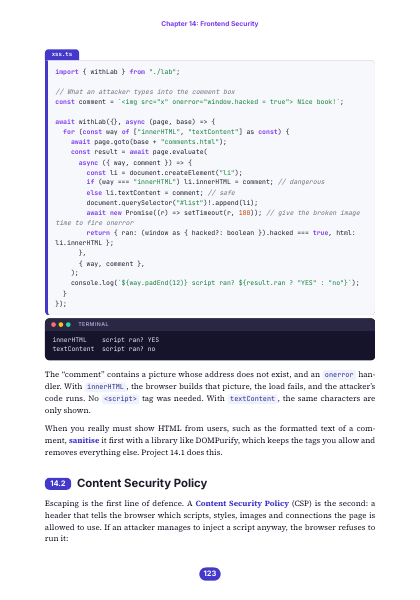 Chapter 14: Frontend Security
xss.ts
import { withLab } from "./lab";
// What an attacker types into the comment box
const comment = `<img src="x" onerror="window.hacked = true"> Nice book!`;
await withLab({}, async (page, base) => {
  for (const way of ["innerHTML", "textContent"] as const) {
    await page.goto(base + "comments.html");
    const result = await page.evaluate(
      async ({ way, comment }) => {
        const li = document.createElement("li");
        if (way === "innerHTML") li.innerHTML = comment; // dangerous
        else li.textContent = comment; // safe
        document.querySelector("#list")!.append(li);
        await new Promise((r) => setTimeout(r, 100)); // give the broken image
time to fire onerror
        return { ran: (window as { hacked?: boolean }).hacked === true, html:
li.innerHTML };
      },
      { way, comment },
    );
    console.log(`${way.padEnd(12)} script ran? ${result.ran ? "YES" : "no"}`);
  }
});
TERMINAL
innerHTML    script ran? YES
textContent  script ran? no
The “comment” contains a picture whose address does not exist, and an onerror han-
dler. With innerHTML, the browser builds that picture, the load fails, and the attacker’s
code runs. No <script> tag was needed. With textContent, the same characters are
only shown.
When you really must show HTML from users, such as the formatted text of a com-
ment, sanitise it first with a library like DOMPurify, which keeps the tags you allow and
removes everything else. Project 14.1 does this.
14.2 Content Security Policy
Escaping is the first line of defence. A Content Security Policy (CSP) is the second: a
header that tells the browser which scripts, styles, images and connections the page is
allowed to use. If an attacker manages to inject a script anyway, the browser refuses to
run it:
123